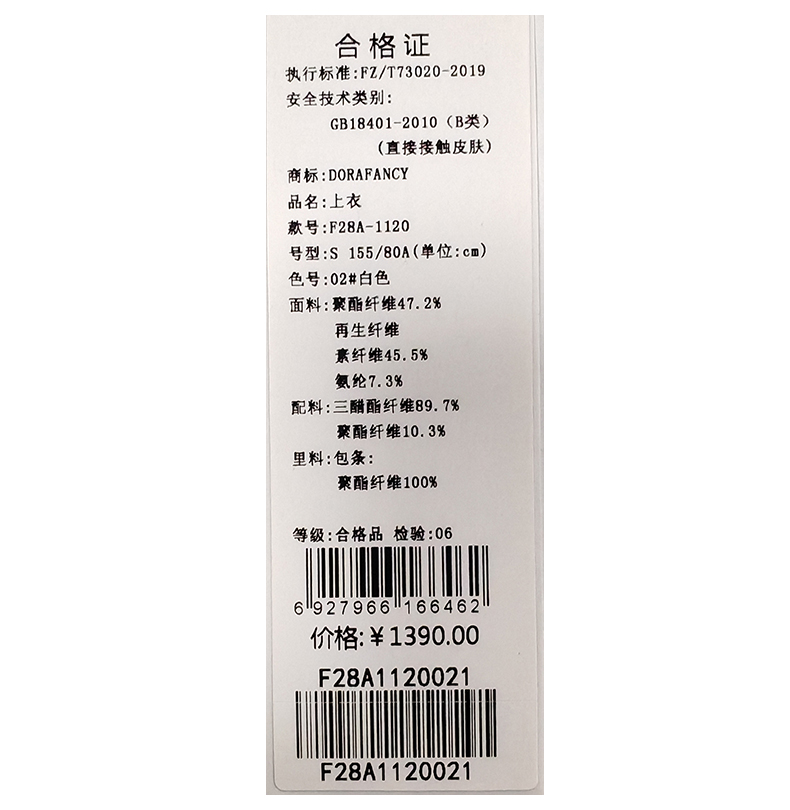 合格证
执行标准:FZ/T73020-2019
安全技术类别:
GB18401-2010（B类）
(直接接触皮肤)
商标:DORAFANCY
品名:上衣
款号:F28A-1120
号型:S 155/80A(单位:cm)
色号:02#白色
面料:聚酯纤维47.2%
再生纤维
素纤维45.5%
氨纶7.3%
配料:三醋酯纤维89.7%
聚酯纤维10.3%
里料:包条:
聚酯纤维100%
等级:合格品 检验:06
6 927966 166462
价格:￥1390.00
F28A1120021
F28A1120021